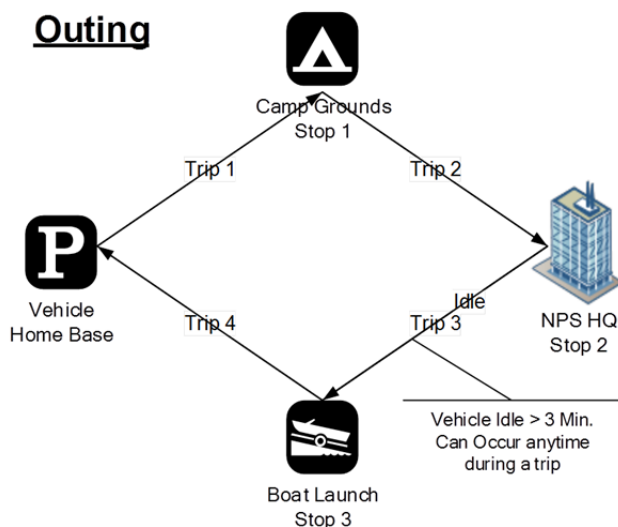 Outing
Camp Grounds
Stop 1
Trip 1
Trip 2
P
Vehicle
Home Base
NPS HQ
Stop 2
Idle
Trip 3
Trip 4
Vehicle Idle > 3 Min.
Can Occur anytime
during a trip
Boat Launch
Stop 3